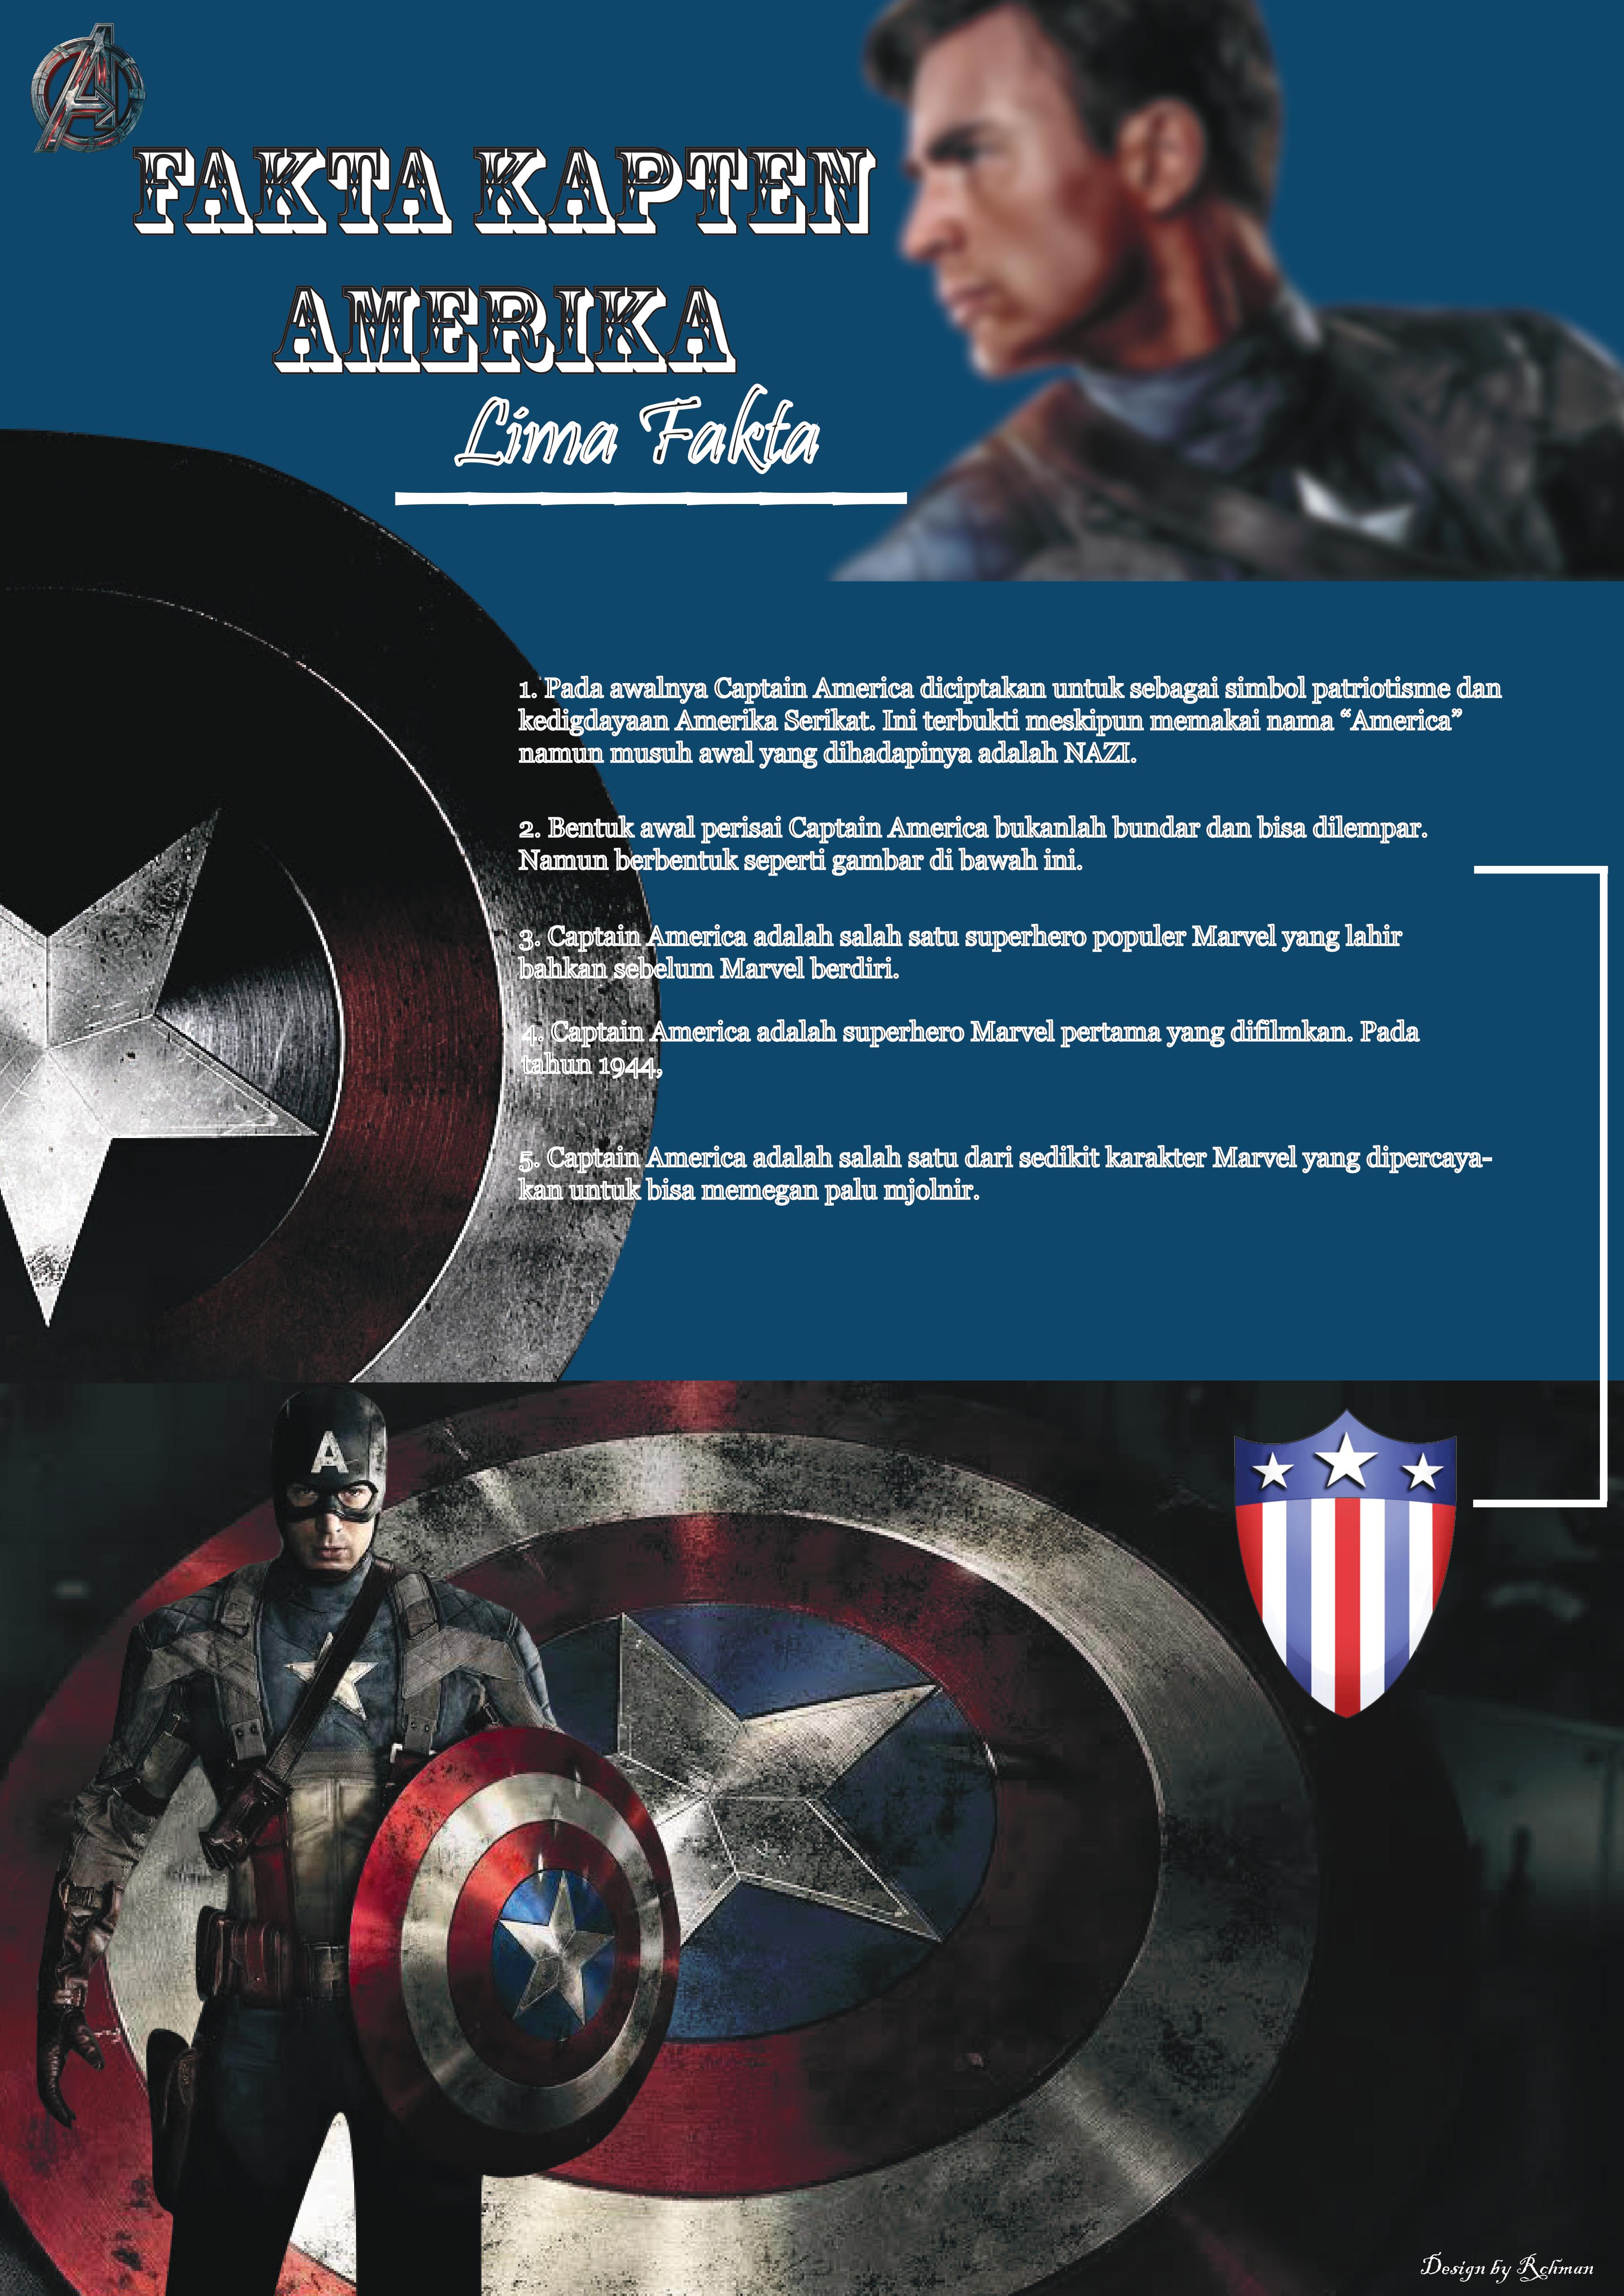 FAKTA KAPTEN
AMERIKA
Lima Fakta
1. Pada awalnya Captain America diciptakan untuk sebagai simbol patriotisme dan
kedigdayaan Amerika Serikat. Ini terbukti meskipun memakai nama “America”
namun musuh awal yang dihadapinya adalah NAZI.
2. Bentuk awal perisai Captain America bukanlah bundar dan bisa dilempar.
Namun berbentuk seperti gambar di bawah ini.
3. Captain America adalah salah satu superhero populer Marvel yang lahir
bahkan sebelum Marvel berdiri.
4. Captain America adalah superhero Marvel pertama yang difilmkan. Pada
tahun 1944,
5. Captain America adalah salah satu dari sedikit karakter Marvel yang dipercaya-
kan untuk bisa memegan palu mjolnir.
A
Design by Rohman